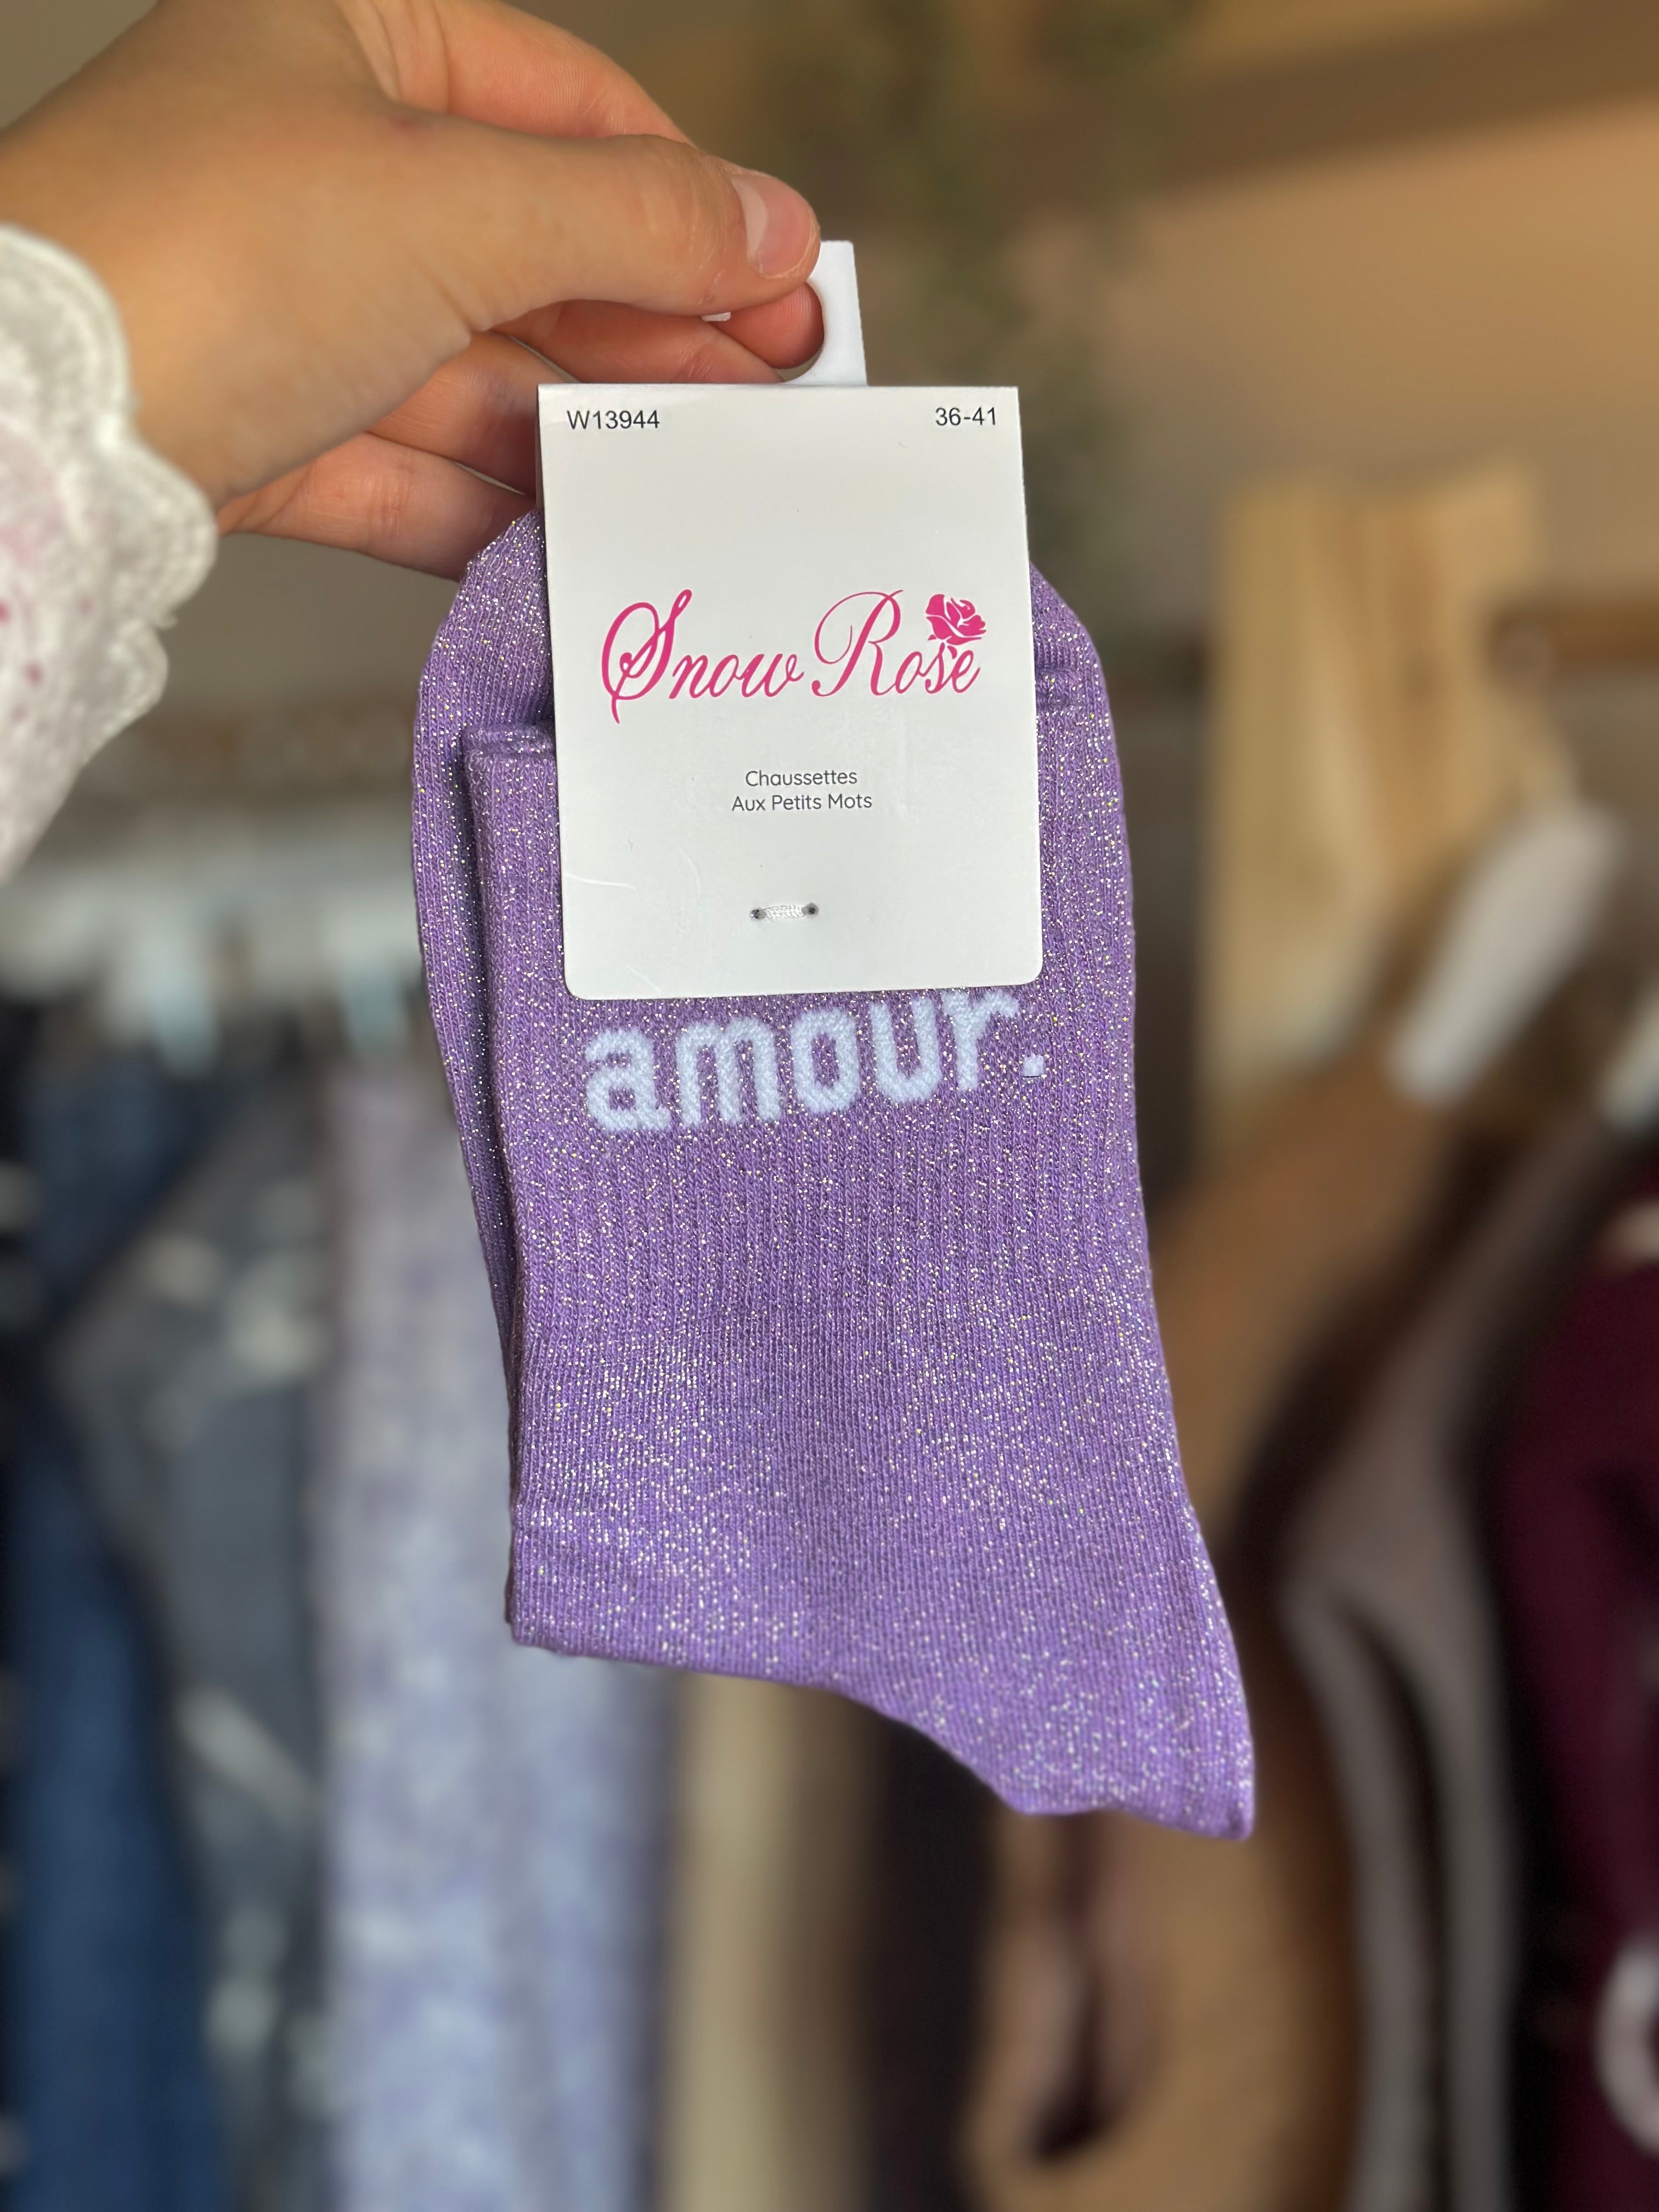 W13944 36-41
Snow Rose
Chaussettes
Aux Petits Mots
amour.